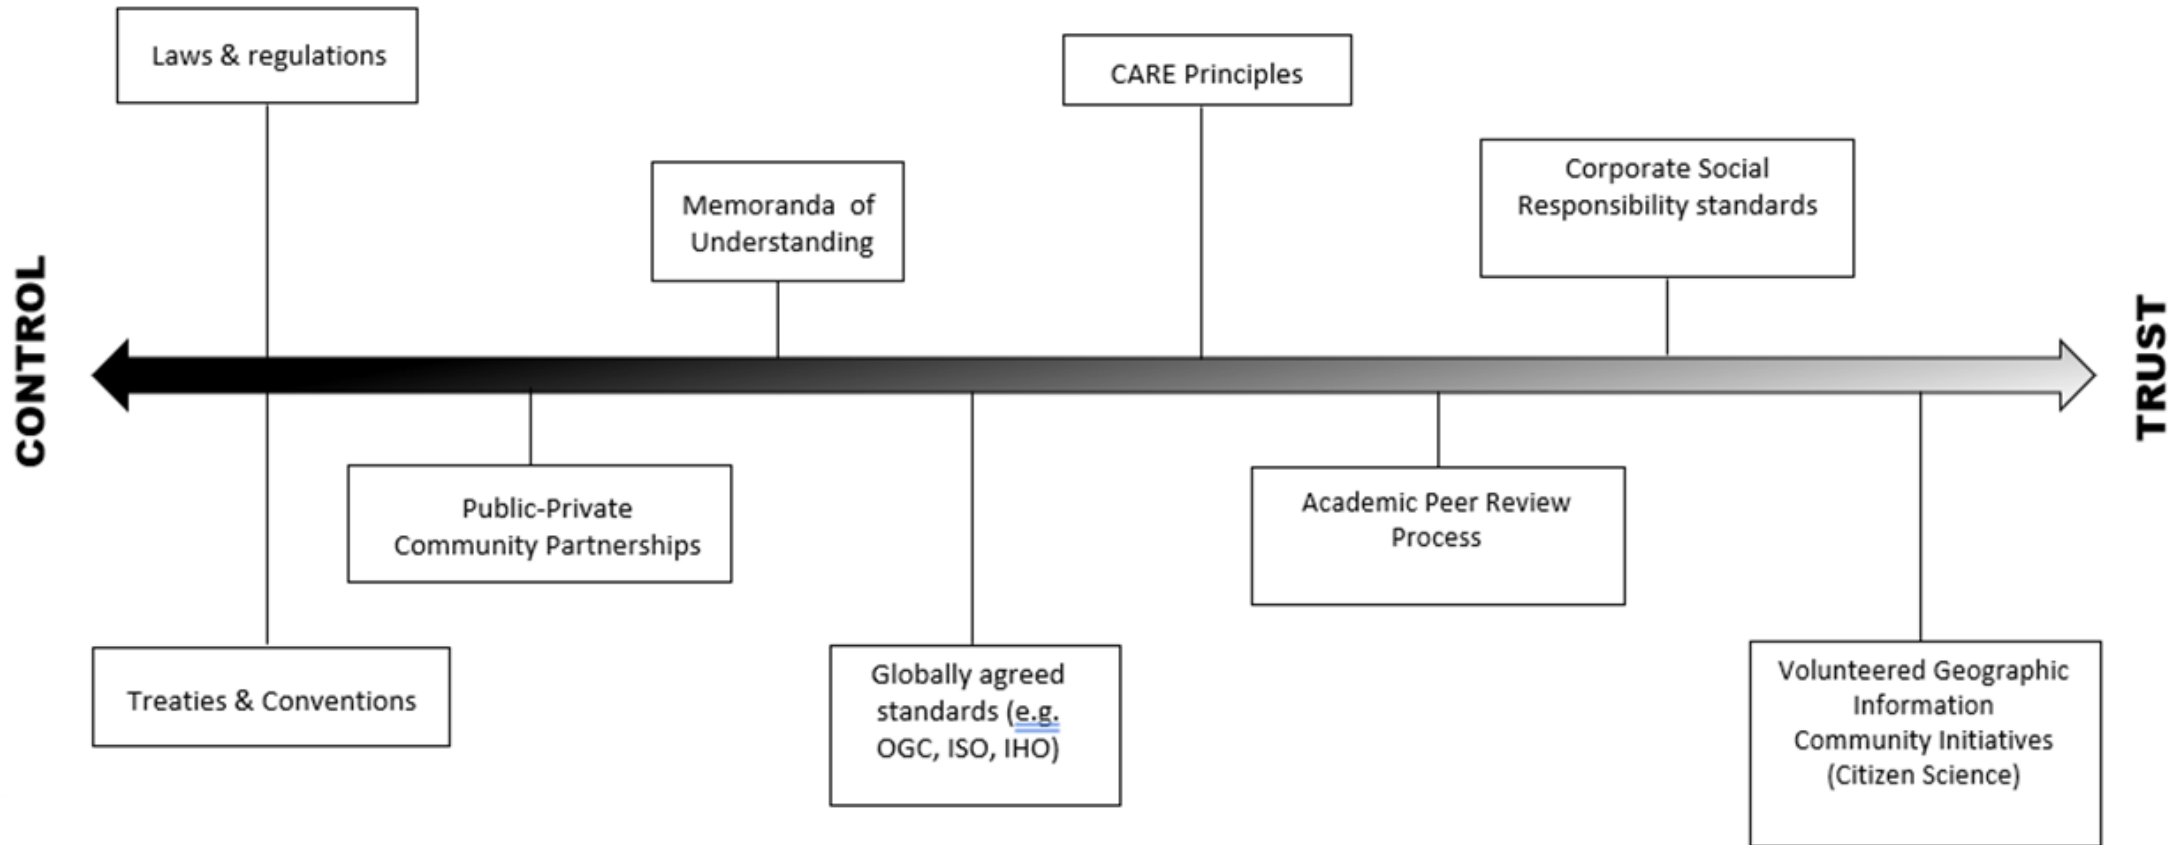 Laws & regulations
CARE Principles
Corporate Social
Responsibility standards
Memoranda of
Understanding
CONTROL
TRUST
Public-Private
Community Partnerships
Academic Peer Review
Process
Treaties & Conventions
Globally agreed
standards (e.g.
OGC, ISO, IHO)
Volunteered Geographic
Information
Community Initiatives
(Citizen Science)